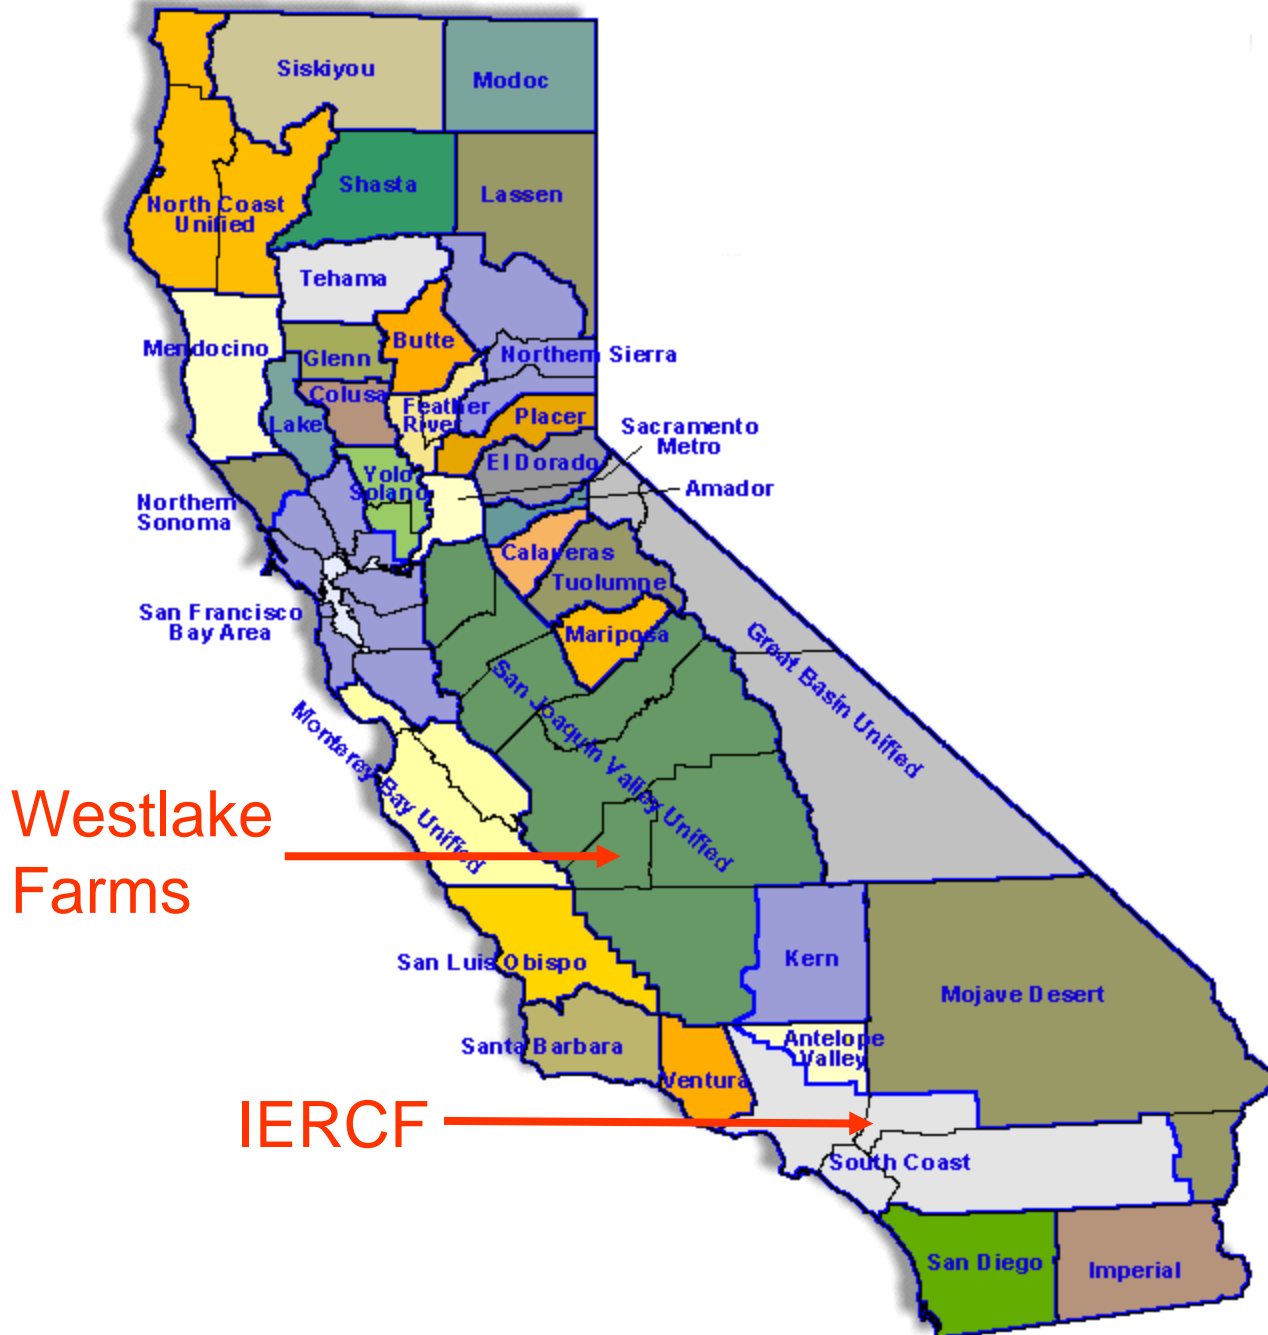 Siskiyou
Modoc
Shasta
Lassen
North Coast
Unified
Tehama
Mendocino
Glenn
Butte
Northern Sierra
Colusa
Lake
Feather
River
Placer
Sacramento
Metro
El Dorado
Yolo
Solano
Amador
Northern
Sonoma
Calaveras
Tuolumne
San Francisco
Bay Area
Mariposa
Great Basin Unified
San Joaquin Valley Unified
Monterey Bay Unified
Westlake
Farms
San Luis Obispo
Kern
Mojave Desert
Santa Barbara
Antelope
Valley
Ventura
IERCF
South Coast
San Diego
Imperial